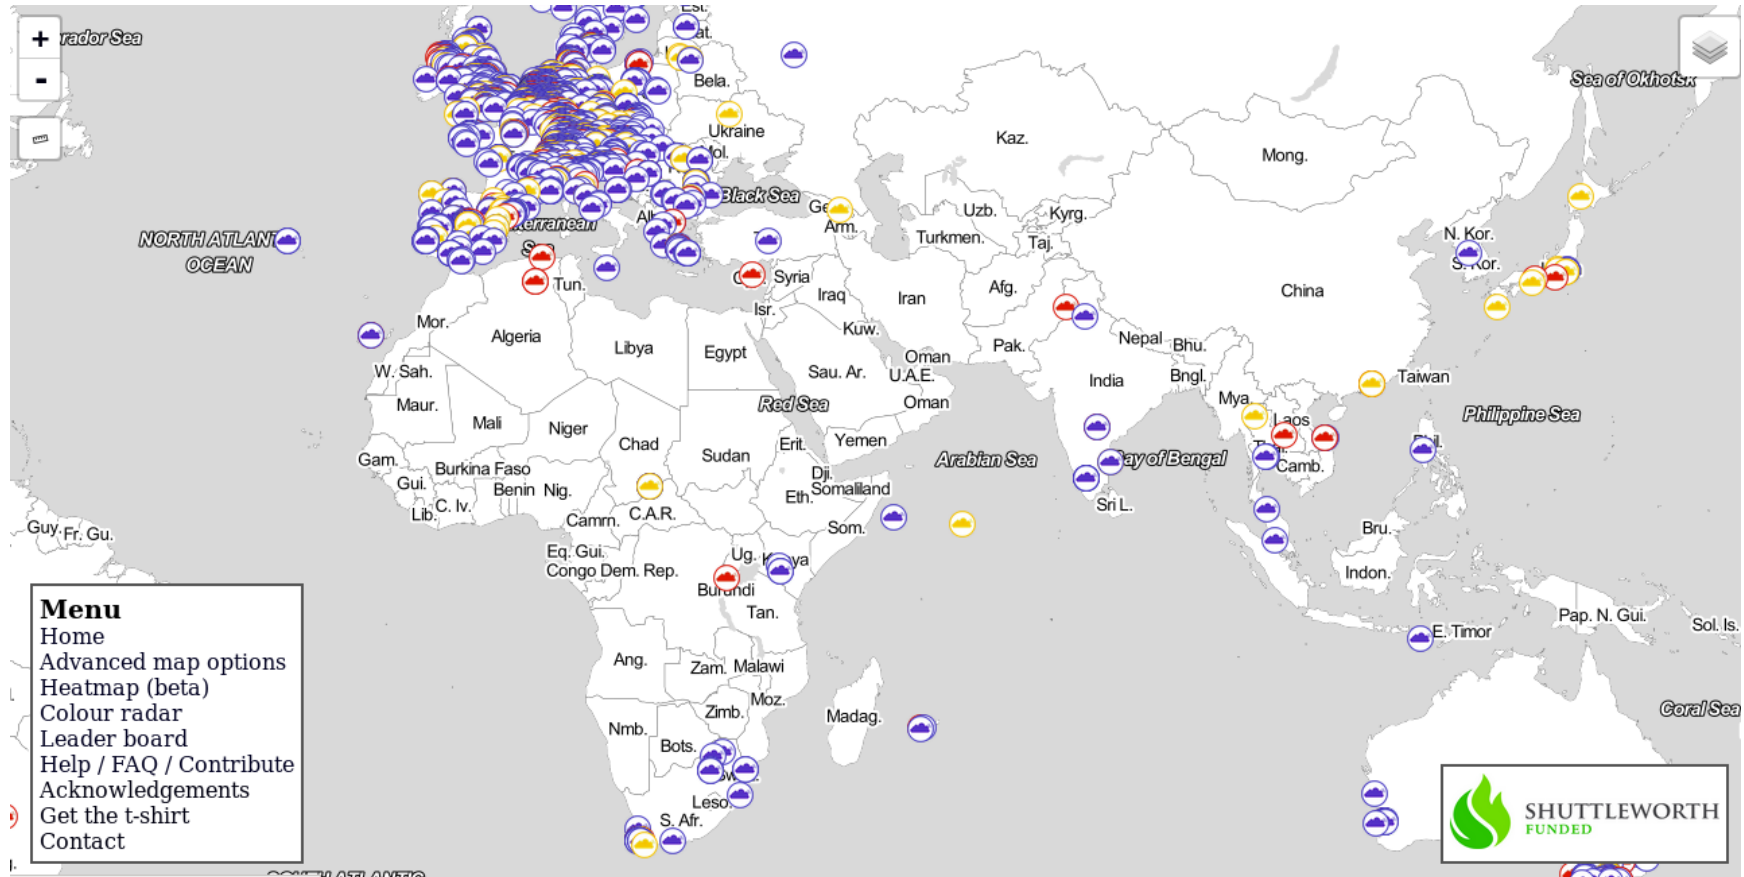 Est.
+
rador Sea
at.
-
Bela.
Sea of Okhotsk
Ukraine
Kaz.
Mol.
Mong.
Black Sea
Ge
Uzb.
Kyrg.
Al
terranean
Arm.
Turkmen.
Taj.
N. Kor.
NORTH ATLANT
OCEAN
S. Kor.
Syria
Tun.
Afg.
China
Iraq
Iran
Isr.
Mor.
Kuw.
Algeria
Libya
Egypt
Nepal
Bhu.
Pak.
Oman
W. Sah.
Sau. Ar.
U.A.E.
India
Bngl.
Taiwan
Maur.
Red Sea
Oman
Mya.
Mali
Niger
Laos
Philippine Sea
Chad
Erit.
Yemen
Phil.
Gam.
Sudan
Arabian Sea
Bay of Bengal
Burkina Faso
Dji.
Camb.
Gui.
Benin
Nig.
Eth.
Somaliland
Lib.
C. Iv.
C.A.R.
Sri L.
Camrn.
Som.
Guy.
Fr. Gu.
Bru.
Eq. Gui.
Ug.
Kenya
Congo Dem. Rep.
Indon.
Burundi
Tan.
Pap. N. Gui.
Sol. Is.
E. Timor
Ang.
Zam.
Malawi
Moz.
Zimb.
Madag.
Coral Sea
Nmb.
Bots.
Leso.
S. Afr.
SOUTH ATLANTIC
Menu
Home
Advanced map options
Heatmap (beta)
Colour radar
Leader board
Help / FAQ / Contribute
Acknowledgements
Get the t-shirt
Contact
SHUTTLEWORTH
FUNDED